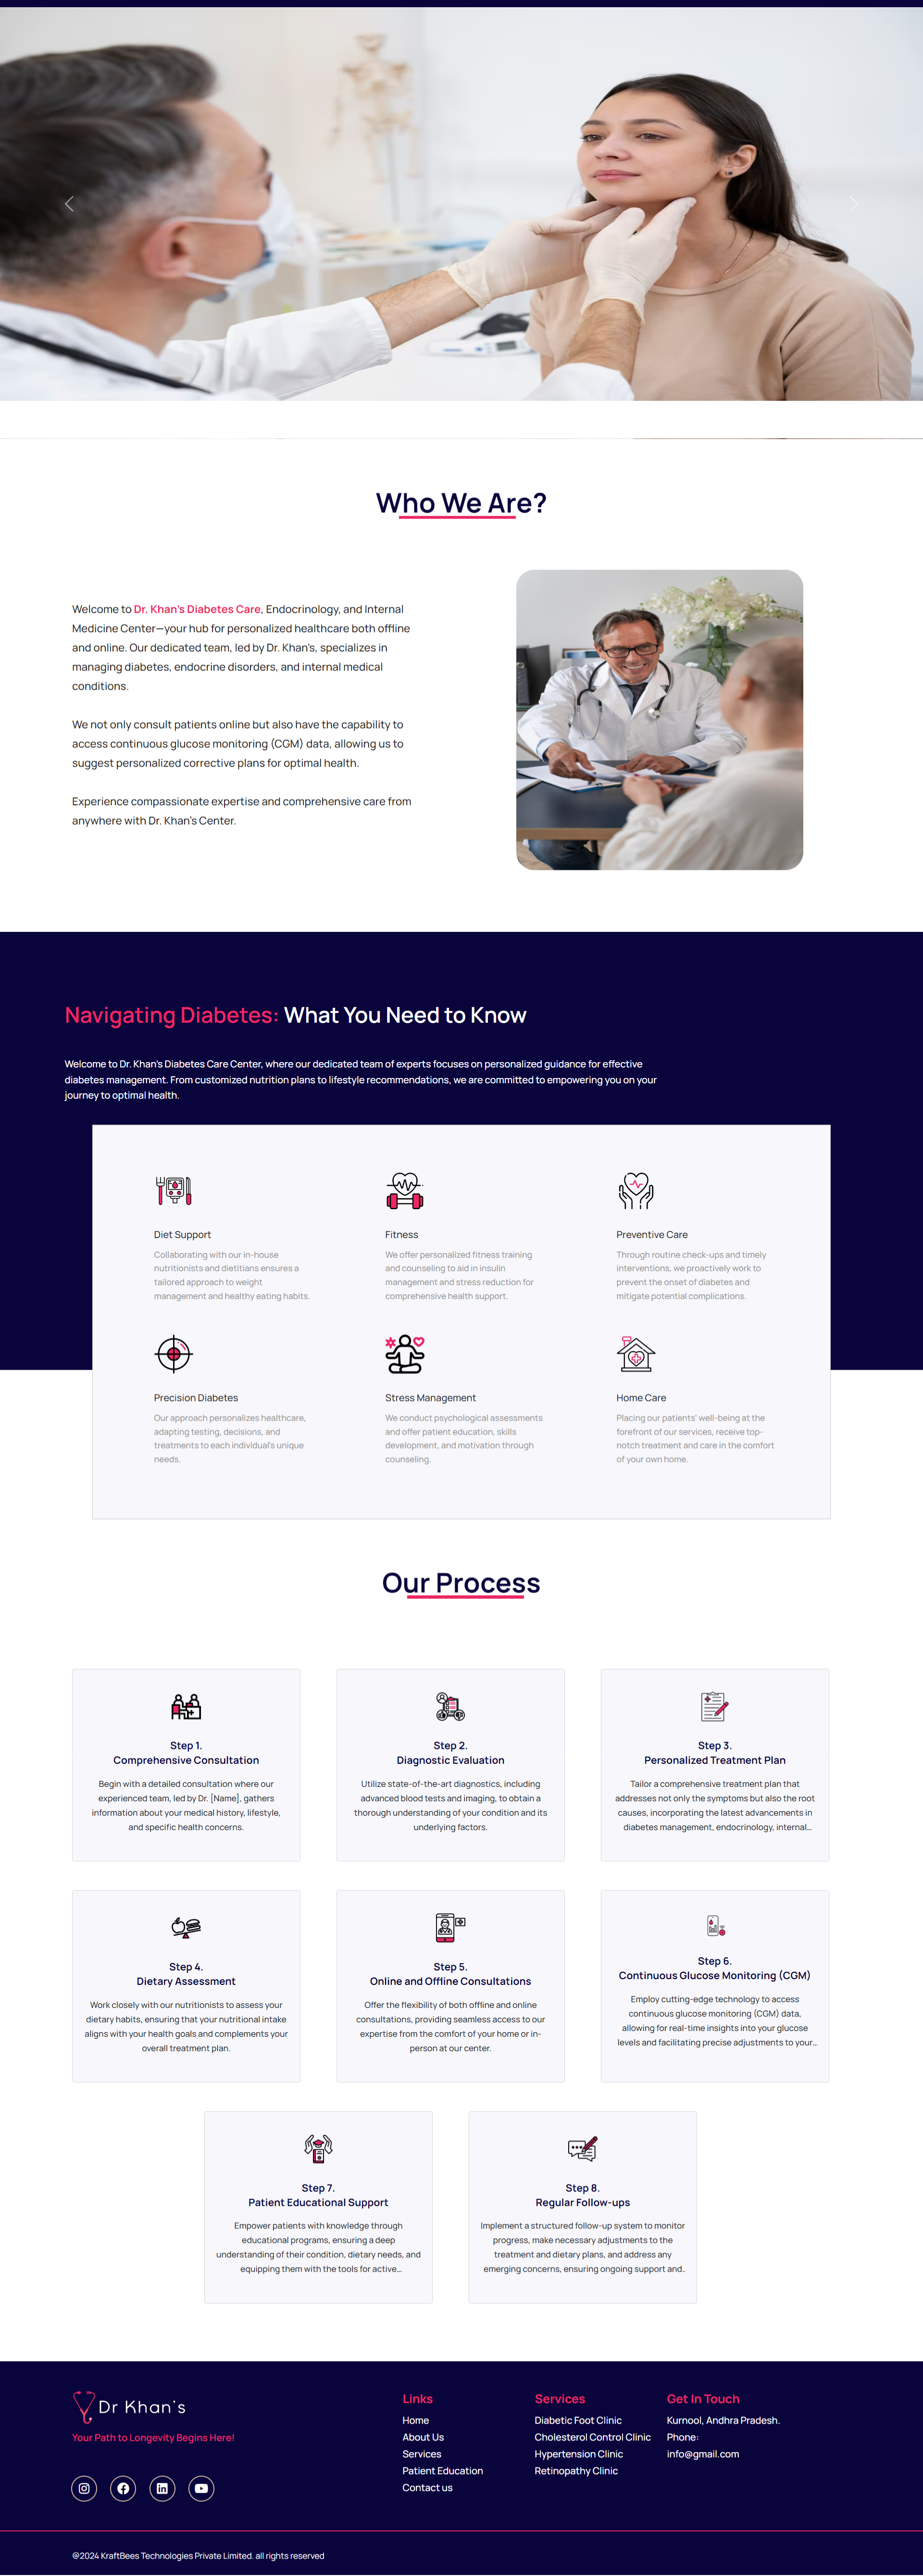 Who We Are?
Welcome to Dr. Khan's Diabetes Care, Endocrinology, and Internal
Medicine Center—your hub for personalized healthcare both offline
and online. Our dedicated team, led by Dr. Khan's, specializes in
managing diabetes, endocrine disorders, and internal medical
conditions.
We not only consult patients online but also have the capability to
access continuous glucose monitoring (CGM) data, allowing us to
suggest personalized corrective plans for optimal health.
Experience compassionate expertise and comprehensive care from
anywhere with Dr. Khan's Center.
Navigating Diabetes: What You Need to Know
Welcome to Dr. Khan's Diabetes Care Center, where our dedicated team of experts focuses on personalized guidance for effective
diabetes management. From customized nutrition plans to lifestyle recommendations, we are committed to empowering you on your
journey to optimal health.
Diet Support
Collaborating with our in-house
nutritionists and dietitians ensures a
tailored approach to weight
management and healthy eating habits.
Fitness
We offer personalized fitness training
and counseling to aid in insulin
management and stress reduction for
comprehensive health support.
Preventive Care
Through routine check-ups and timely
interventions, we proactively work to
prevent the onset of diabetes and
mitigate potential complications.
Precision Diabetes
Our approach personalizes healthcare,
adapting testing, decisions, and
treatments to each individual's unique
needs.
Stress Management
We conduct psychological assessments
and offer patient education, skills
development, and motivation through
counseling.
Home Care
Placing our patients' well-being at the
forefront of our services, receive top-
notch treatment and care in the comfort
of your own home.
Our Process
Step 1.
Comprehensive Consultation
Begin with a detailed consultation where our
experienced team, led by Dr. [Name], gathers
information about your medical history, lifestyle,
and specific health concerns.
Step 2.
Diagnostic Evaluation
Utilize state-of-the-art diagnostics, including
advanced blood tests and imaging, to obtain a
thorough understanding of your condition and its
underlying factors.
Step 3.
Personalized Treatment Plan
Tailor a comprehensive treatment plan that
addresses not only the symptoms but also the root
causes, incorporating the latest advancements in
diabetes management, endocrinology, internal...
Step 4.
Dietary Assessment
Work closely with our nutritionists to assess your
dietary habits, ensuring that your nutritional intake
aligns with your health goals and complements your
overall treatment plan.
Step 5.
Online and Offline Consultations
Offer the flexibility of both offline and online
consultations, providing seamless access to our
expertise from the comfort of your home or in-
person at our center.
Step 6.
Continuous Glucose Monitoring (CGM)
Employ cutting-edge technology to access
continuous glucose monitoring (CGM) data,
allowing for real-time insights into your glucose
levels and facilitating precise adjustments to your...
Step 7.
Patient Educational Support
Empower patients with knowledge through
educational programs, ensuring a deep
understanding of their condition, dietary needs, and
equipping them with the tools for active...
Step 8.
Regular Follow-ups
Implement a structured follow-up system to monitor
progress, make necessary adjustments to the
treatment and dietary plans, and address any
emerging concerns, ensuring ongoing support and..
Dr Khan's
Your Path to Longevity Begins Here!
Links
Home
About Us
Services
Patient Education
Contact us
Services
Diabetic Foot Clinic
Cholesterol Control Clinic
Hypertension Clinic
Retinopathy Clinic
Get In Touch
Kurnool, Andhra Pradesh.
Phone:
info@gmail.com
@2024 KraftBees Technologies Private Limited. all rights reserved